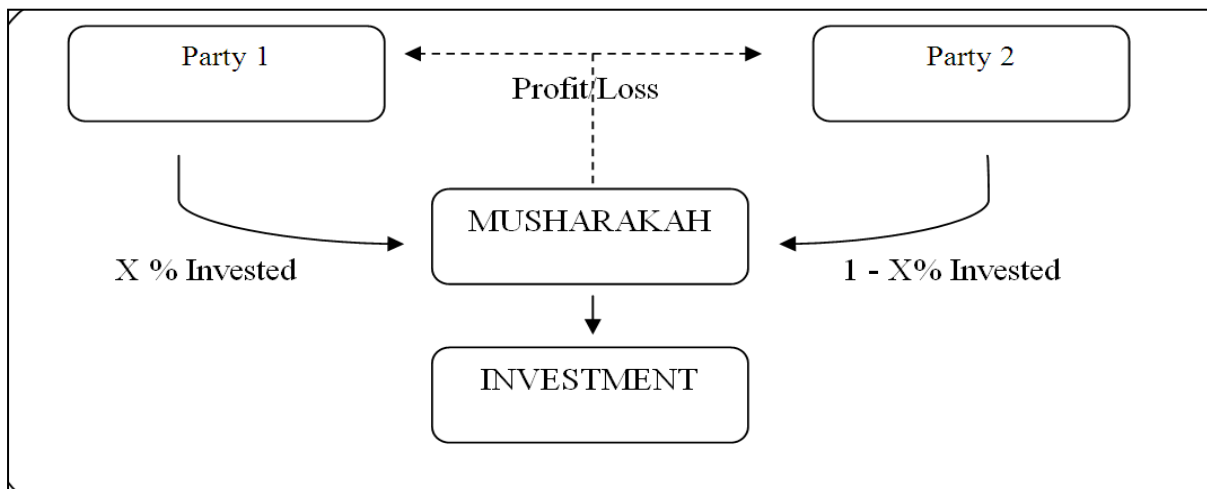 Party 1
Party 2
Profit/Loss
MUSHARAKAH
X % Invested
1 - X% Invested
INVESTMENT